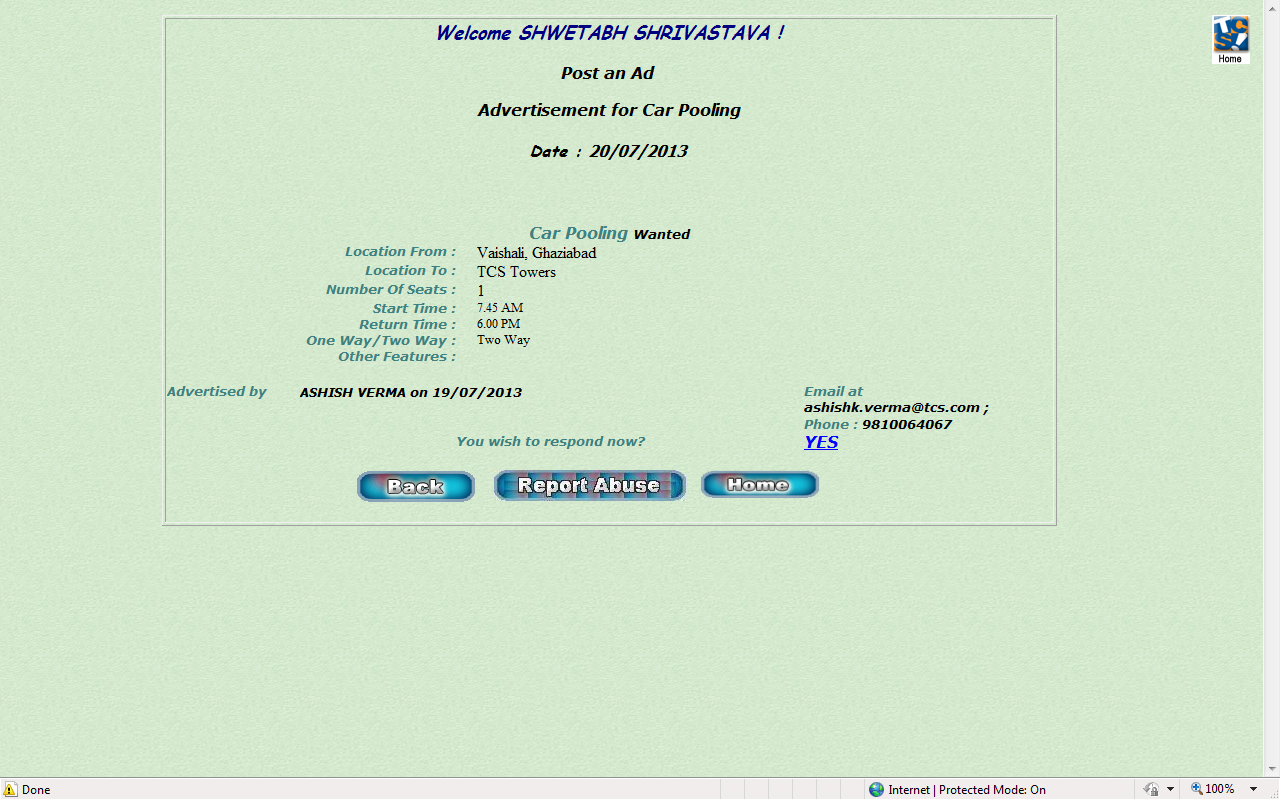 Welcome SHWETABH SHRIVASTAVA !
TCS
Home
Post an Ad
Advertisement for Car Pooling
Date : 20/07/2013
Car Pooling Wanted
Location From : Vaishali, Ghaziabad
Location To : TCS Towers
Number Of Seats : 1
Start Time : 7.45 AM
Return Time : 6.00 PM
One Way/Two Way : Two Way
Other Features :
Advertised by ASHISH VERMA on 19/07/2013 Email at
ashishk.verma@tcs.com ;
Phone : 9810064067
You wish to respond now? YES
Back Report Abuse Home
Done Internet | Protected Mode: On 100%